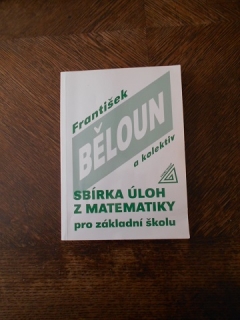 František
BĚLOUN
a kolektiv
SBÍRKA ÚLOH
Z MATEMATIKY
pro základní školu